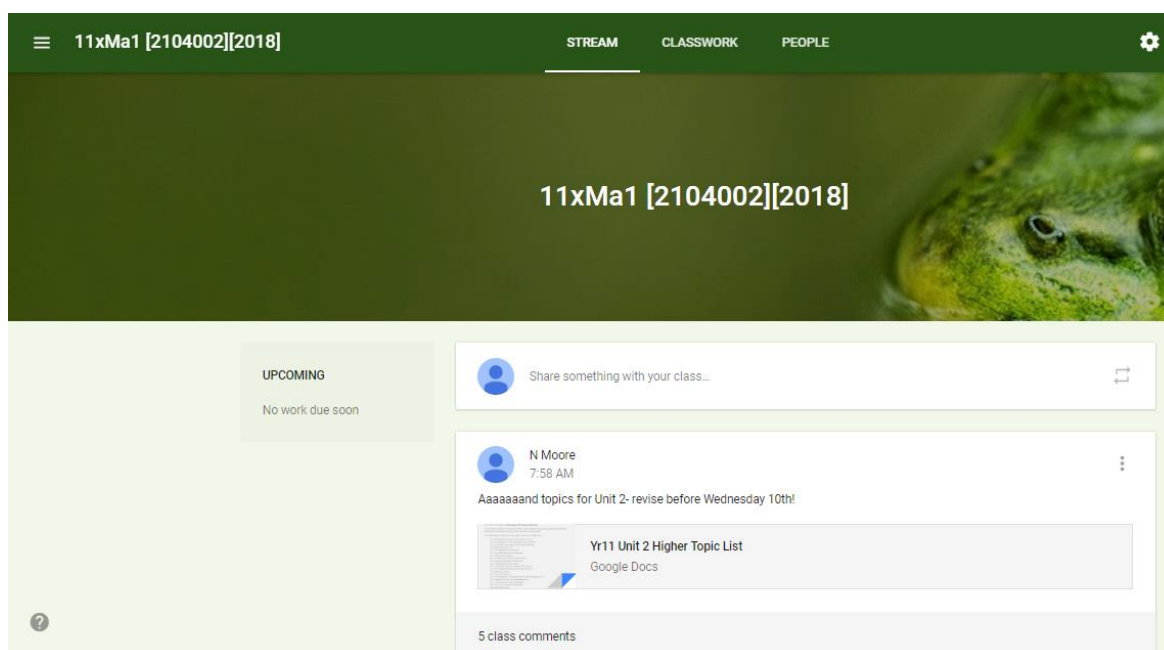 11xMa1 [2104002][2018]
STREAM CLASSWORK PEOPLE
11xMa1 [2104002][2018]
UPCOMING
No work due soon
Share something with your class...
N Moore
7:58 AM
Aaaaaaand topics for Unit 2- revise before Wednesday 10th!
Yr11 Unit 2 Higher Topic List
Google Docs
5 class comments